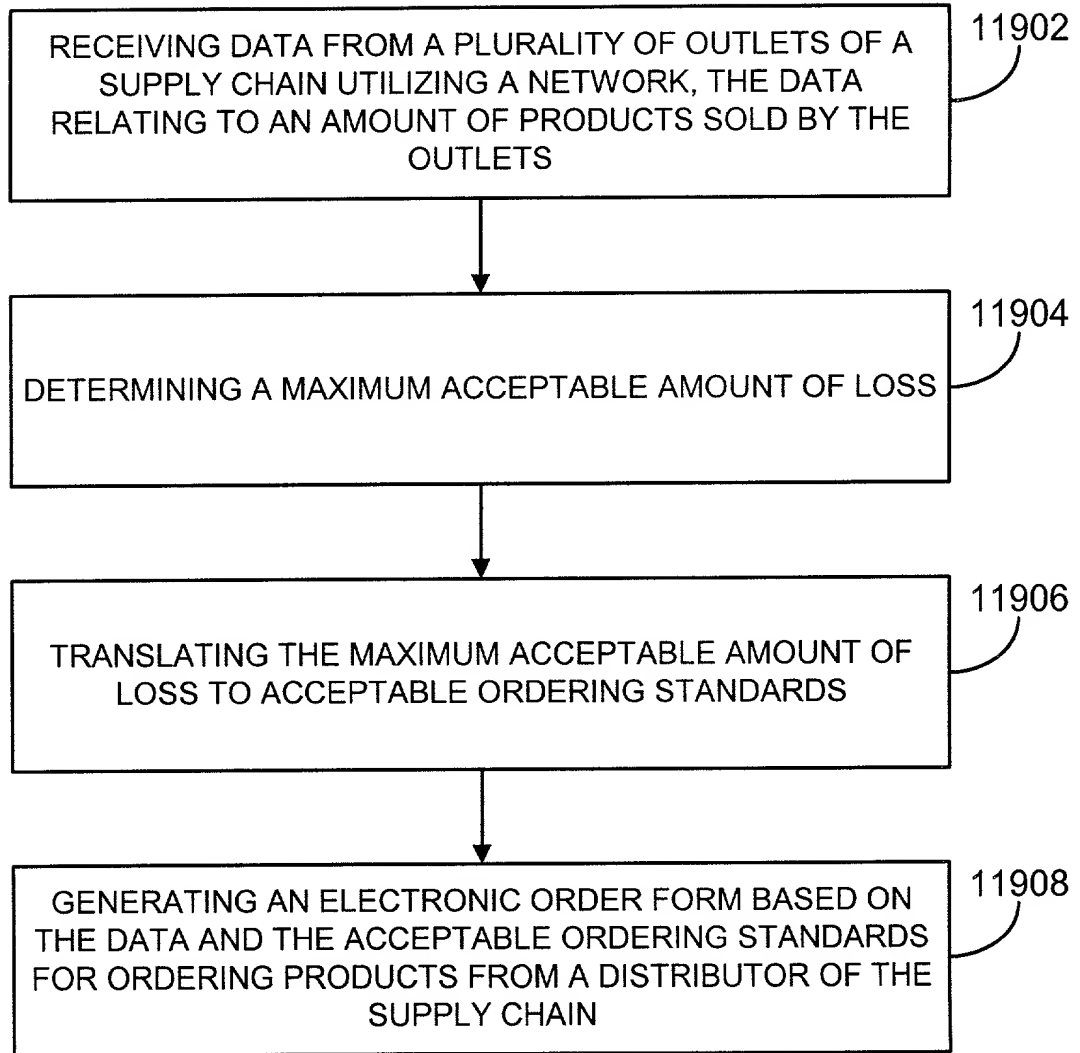 RECEIVING DATA FROM A PLURALITY OF OUTLETS OF A
SUPPLY CHAIN UTILIZING A NETWORK, THE DATA
RELATING TO AN AMOUNT OF PRODUCTS SOLD BY THE
OUTLETS
11902
DETERMINING A MAXIMUM ACCEPTABLE AMOUNT OF LOSS
11904
TRANSLATING THE MAXIMUM ACCEPTABLE AMOUNT OF
LOSS TO ACCEPTABLE ORDERING STANDARDS
11906
GENERATING AN ELECTRONIC ORDER FORM BASED ON
THE DATA AND THE ACCEPTABLE ORDERING STANDARDS
FOR ORDERING PRODUCTS FROM A DISTRIBUTOR OF THE
SUPPLY CHAIN
11908